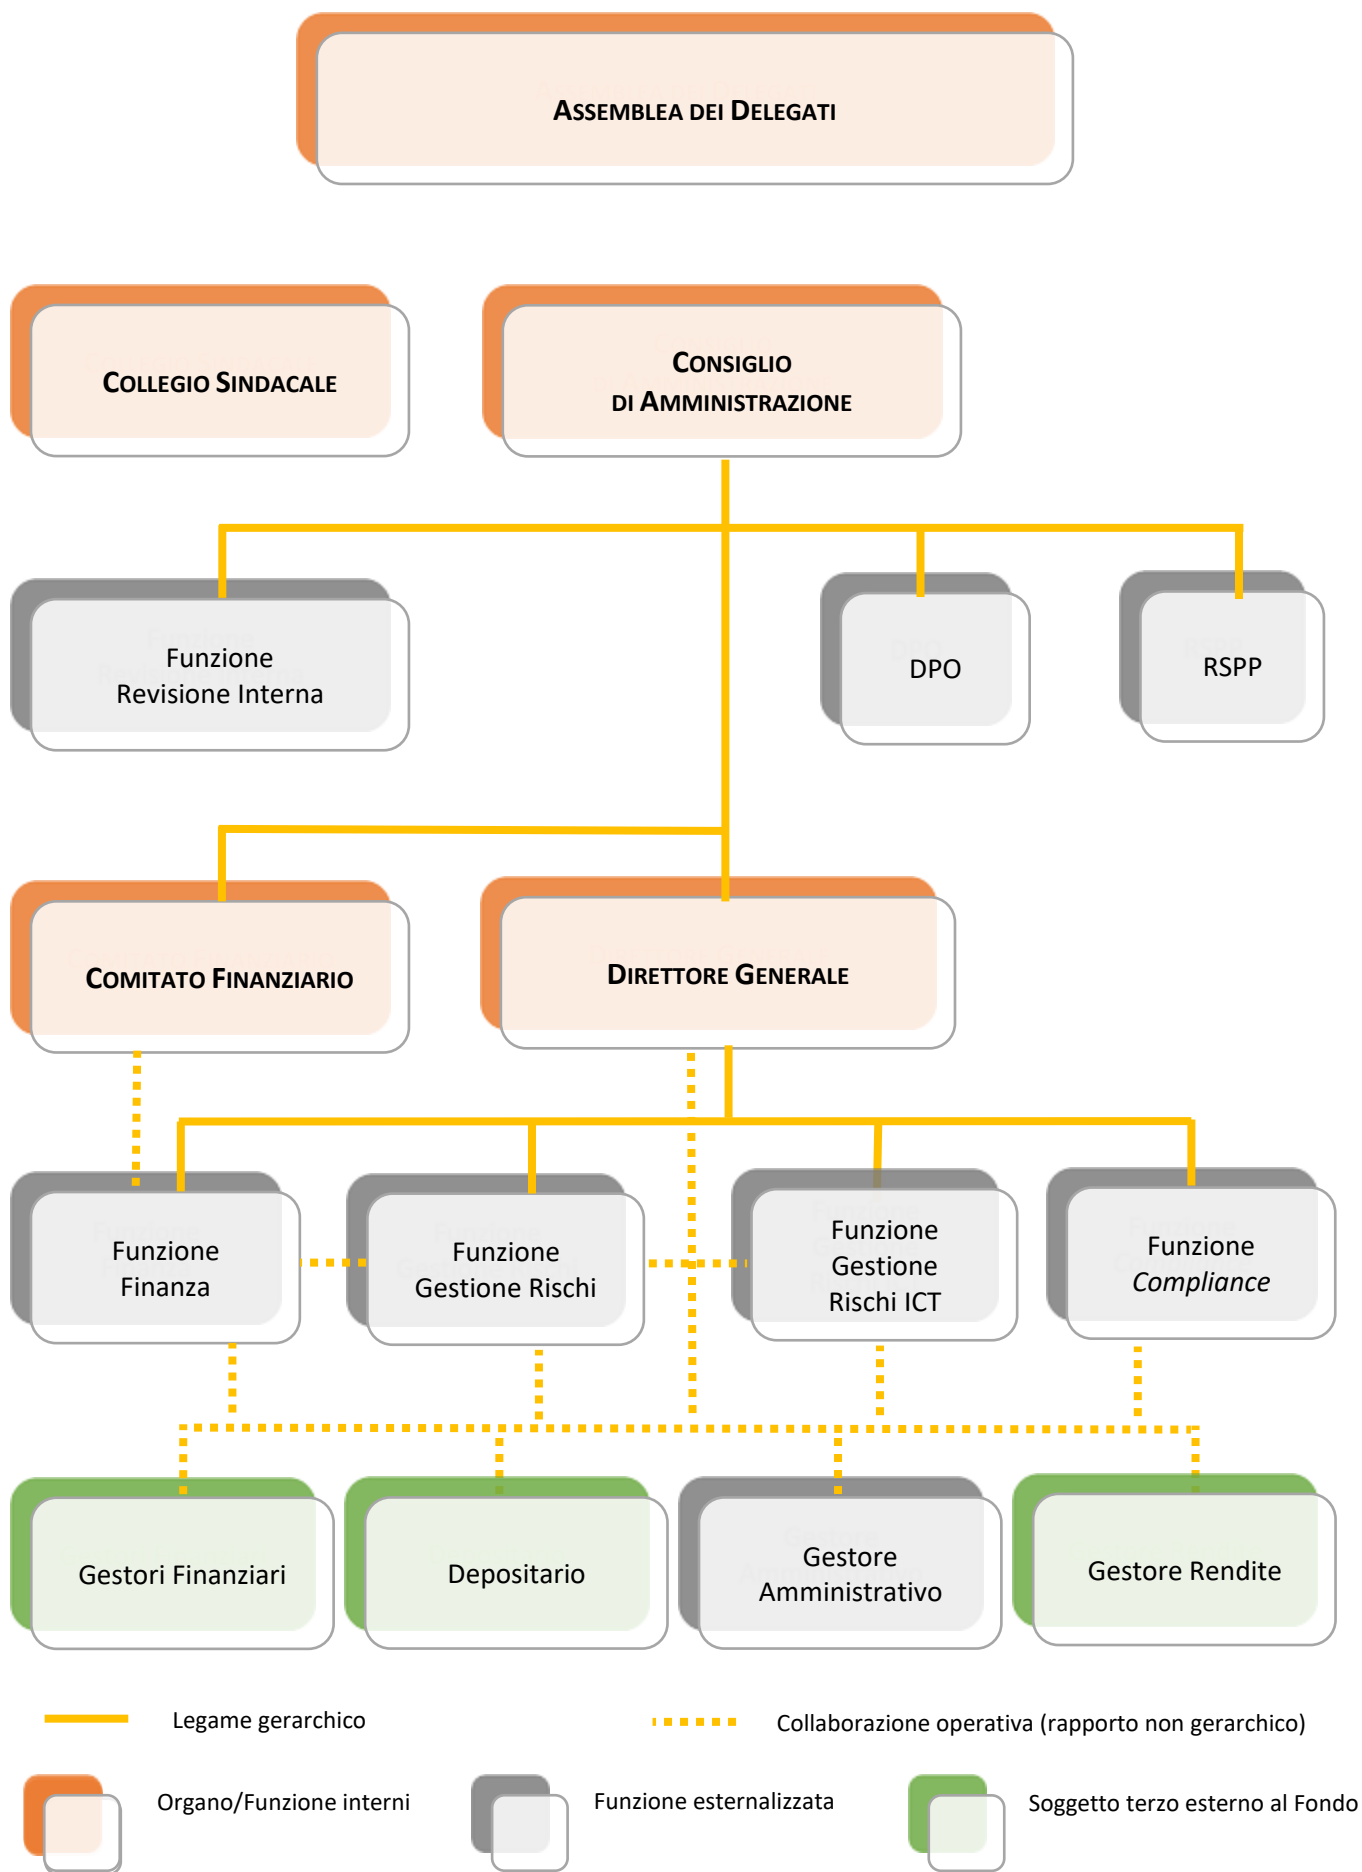 ASSEMBLEA DEI DELEGATI
COLLEGIO SINDACALE
CONSIGLIO
DI AMMINISTRAZIONE
Funzione
Revisione Interna
DPO
RSPP
COMITATO FINANZIARIO
DIRETTORE GENERALE
Funzione
Finanza
Funzione
Gestione Rischi
Funzione
Gestione
Rischi ICT
Funzione
Compliance
Gestori Finanziari
Depositario
Gestore
Amministrativo
Gestore Rendite
Legame gerarchico
Collaborazione operativa (rapporto non gerarchico)
Organo/Funzione interni
Funzione esternalizzata
Soggetto terzo esterno al Fondo